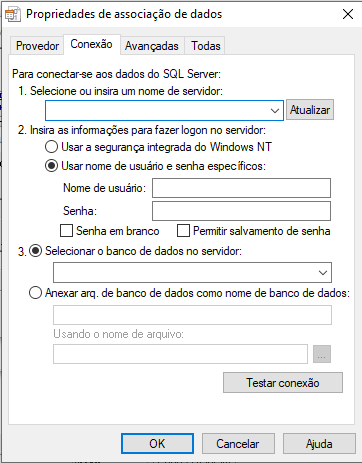 Propriedades de associação de dados
Provedor Conexão Avançadas Todas
Para conectar-se aos dados do SQL Server:
1. Selecione ou insira um nome de servidor:
Atualizar
2. Insira as informações para fazer logon no servidor:
Usar a segurança integrada do Windows NT
Usar nome de usuário e senha específicos:
Nome de usuário:
Senha:
Senha em branco Permitir salvamento de senha
3. Selecionar o banco de dados no servidor:
Anexar arq. de banco de dados como nome de banco de dados:
Usando o nome de arquivo:
...
Testar conexão
OK Cancelar Ajuda